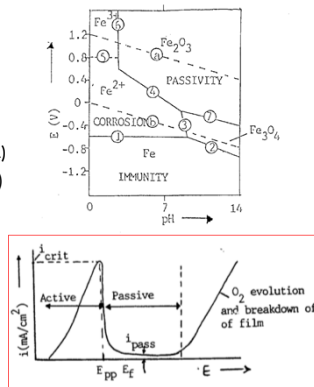 Fe3+
⑥
1.2
Fe2O3
ⓐ
0.8
⑤
PASSIVITY
0.4
Fe2+
④
⑦
E (V)
0
CORROSION
ⓑ
③
-0.4
Fe3O4
①
②
-0.8
Fe
-1.2
IMMUNITY
0
7
14
pH
)
)
icrit
Active
Passive
O2 evolution
and breakdown of
of film
i(mA/cm2)
ipass
Epp
Ef
E